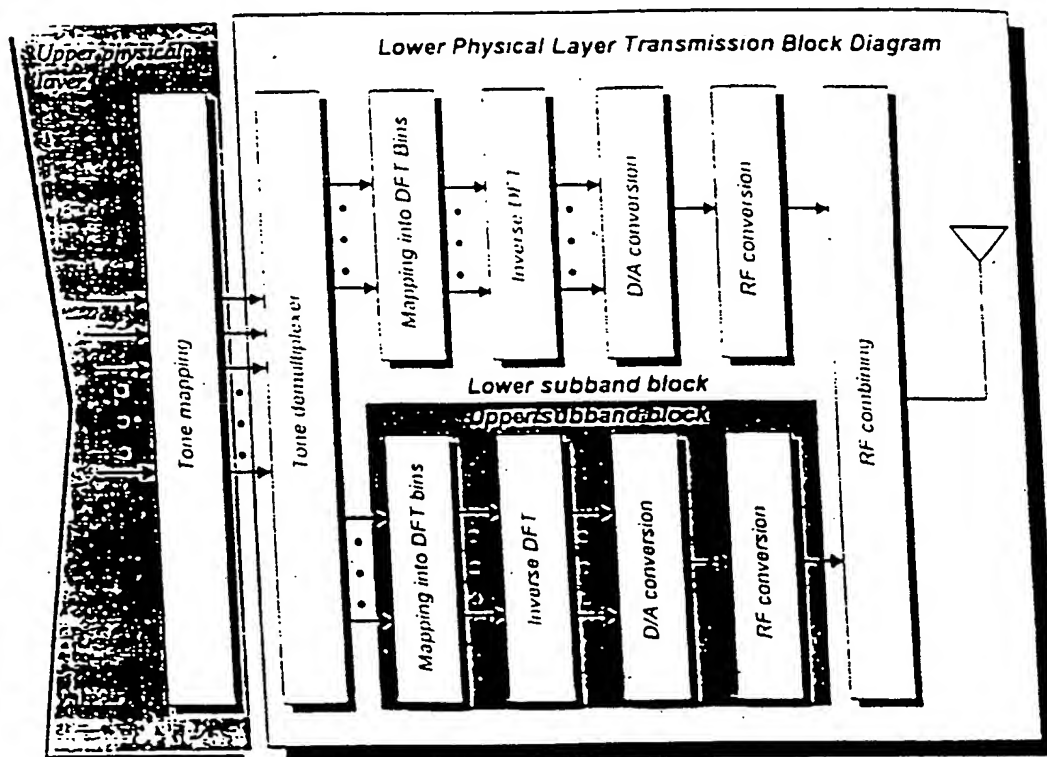 Upper physical
layer
Lower Physical Layer Transmission Block Diagram
Tone mapping
Tone demultiplexer
Mapping into DFT Bins
Inverse DFT
D/A conversion
RF conversion
Lower subband block
Upper subband block
Mapping into DFT bins
Inverse DFT
D/A conversion
RF conversion
RF combining